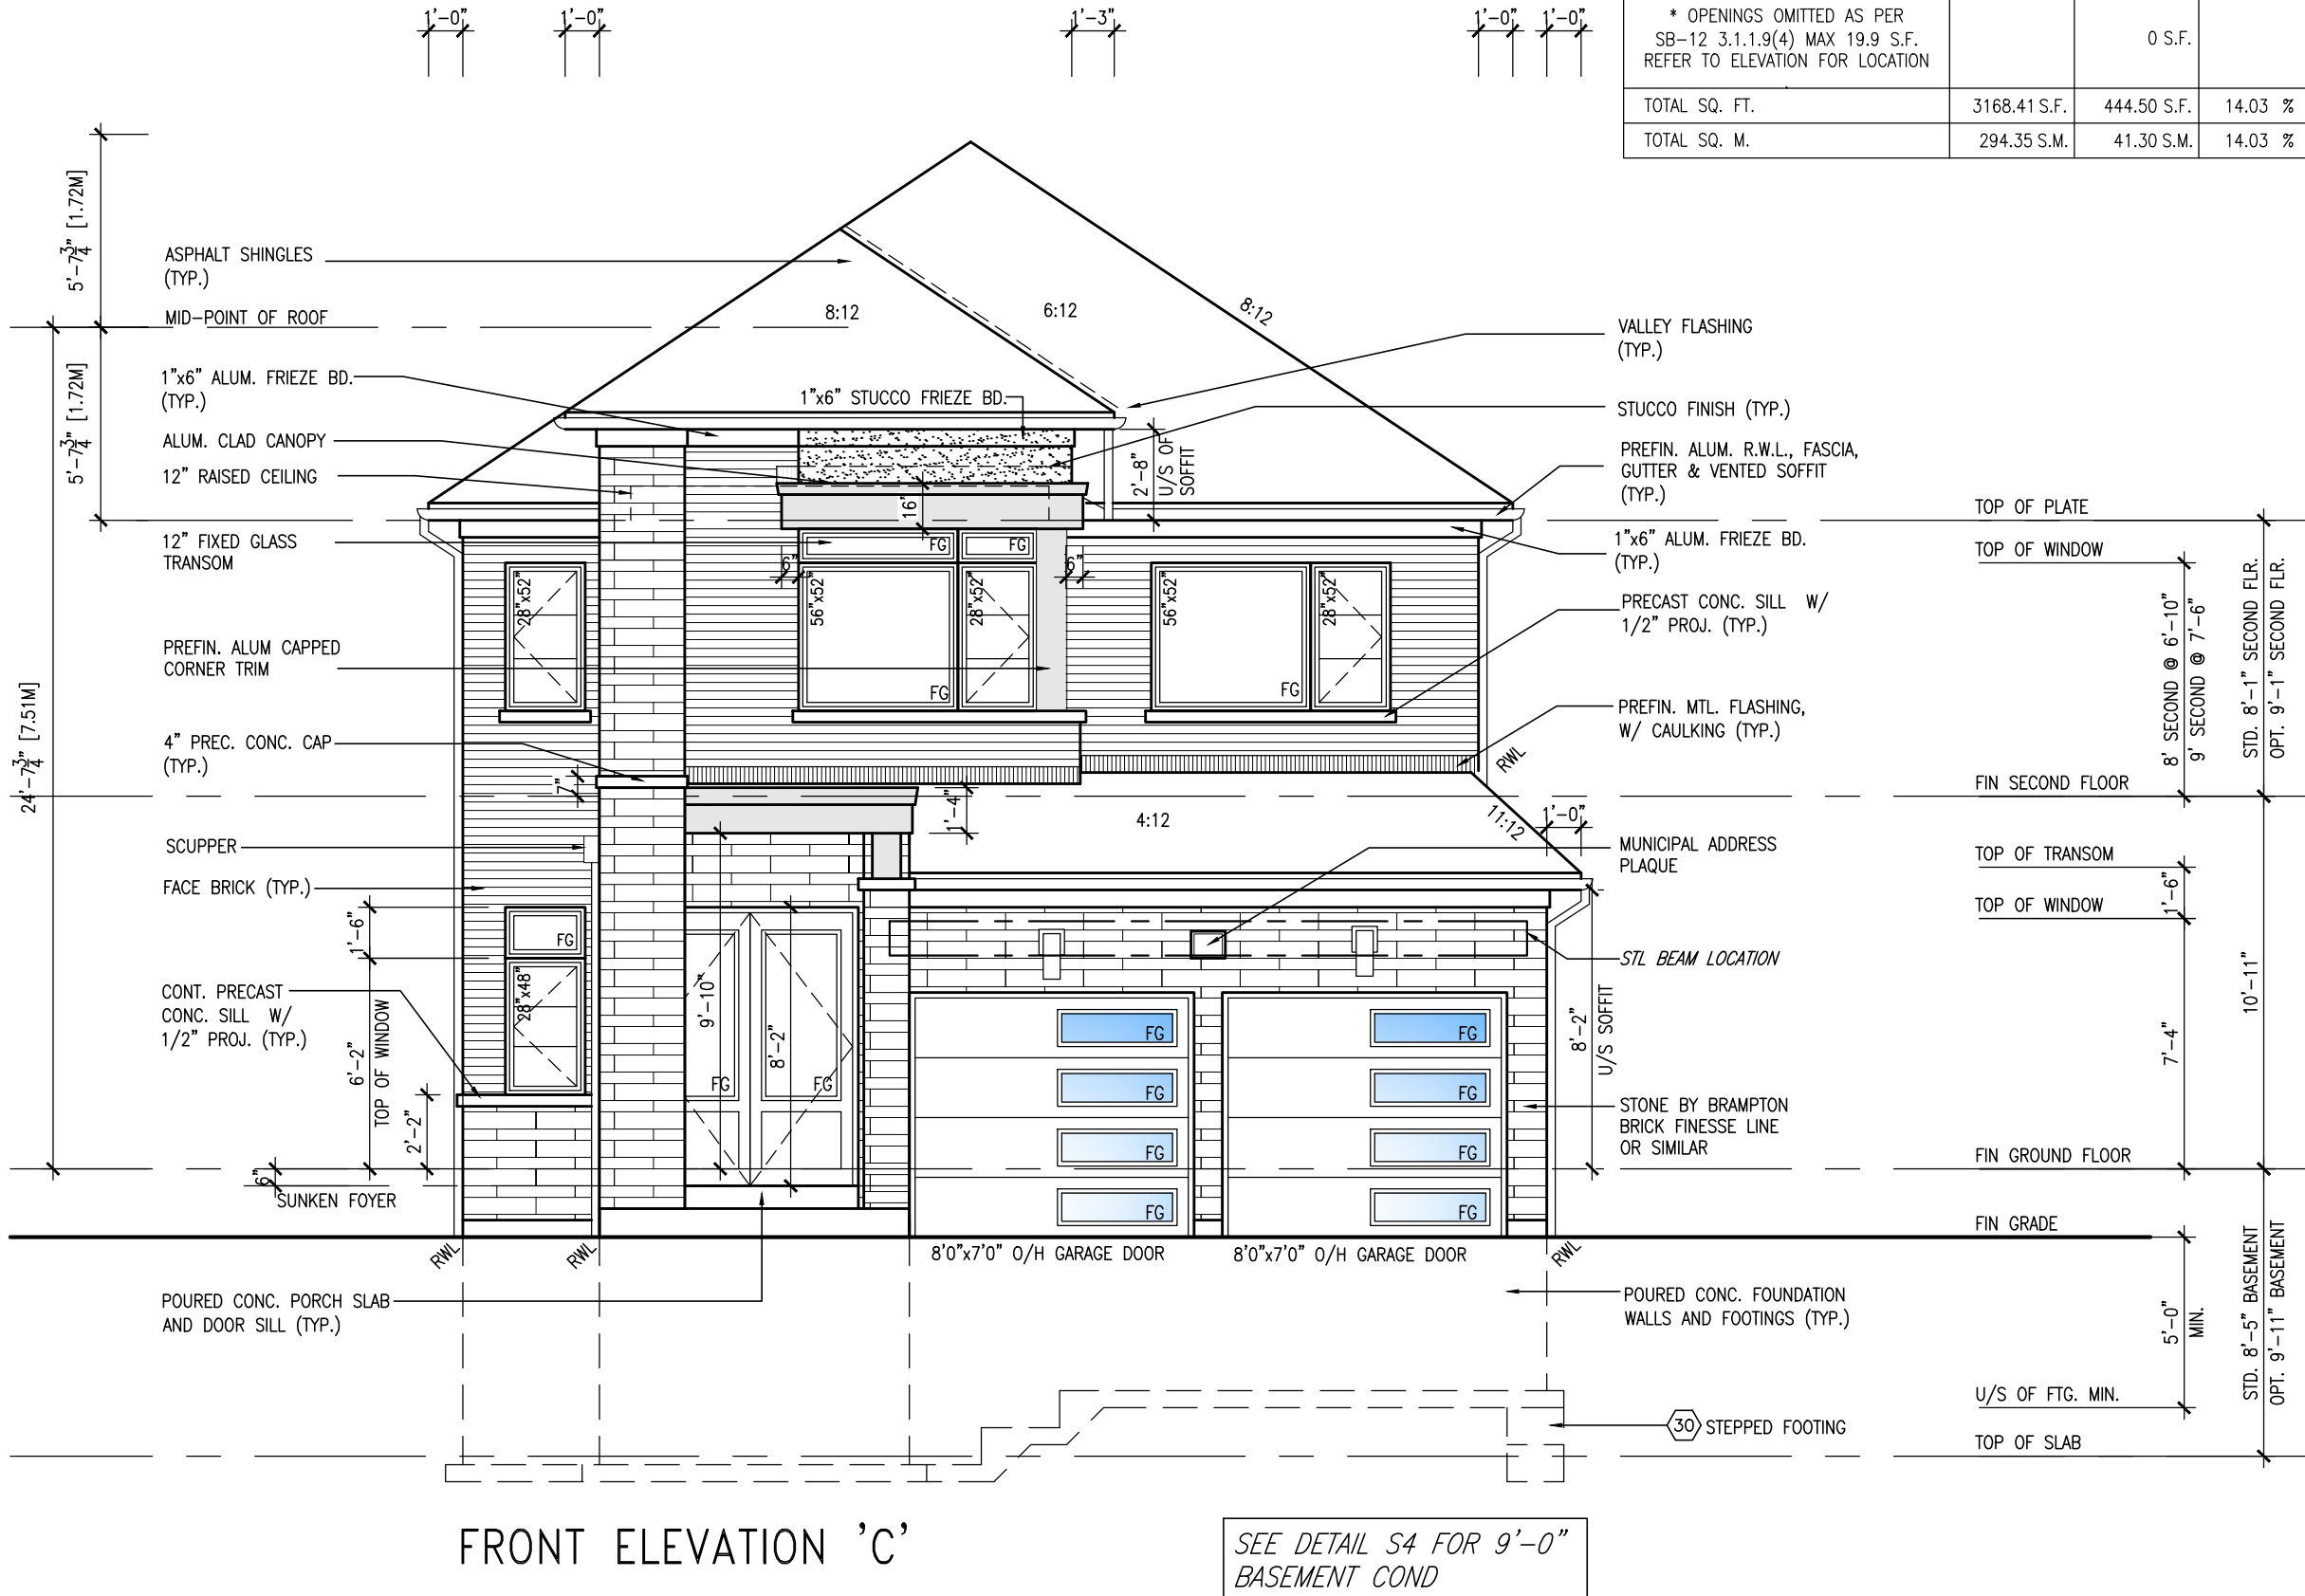 1'-0"
1'-0"
1'-3"
1'-0"
1'-0"
* OPENINGS OMITTED AS PER
SB-12 3.1.1.9(4) MAX 19.9 S.F.
REFER TO ELEVATION FOR LOCATION
0 S.F.
TOTAL SQ. FT. 3168.41 S.F. 444.50 S.F. 14.03 %
TOTAL SQ. M. 294.35 S.M. 41.30 S.M. 14.03 %
5'-7 3/4" [1.72M]
5'-7 3/4" [1.72M]
24'-7 3/4" [7.51M]
ASPHALT SHINGLES
(TYP.)
MID-POINT OF ROOF
1"x6" ALUM. FRIEZE BD.
(TYP.)
ALUM. CLAD CANOPY
12" RAISED CEILING
12" FIXED GLASS
TRANSOM
PREFIN. ALUM CAPPED
CORNER TRIM
4" PREC. CONC. CAP
(TYP.)
SCUPPER
FACE BRICK (TYP.)
CONT. PRECAST
CONC. SILL W/
1/2" PROJ. (TYP.)
1'-6"
6'-2"
TOP OF WINDOW
2'-2"
6"
SUNKEN FOYER
POURED CONC. PORCH SLAB
AND DOOR SILL (TYP.)
8:12
6:12
8:12
1"x6" STUCCO FRIEZE BD.
2'-8"
U/S OF
SOFFIT
16"
FG
FG
6"
6"
28"x52"
56"x52"
28"x52"
56"x52"
28"x52"
FG
FG
7"
1'-4"
4:12
11:12
1'-0"
RWL
FG
28"x48"
9'-10"
8'-2"
FG
FG
FG
FG
FG
FG
FG
FG
FG
FG
8'-2"
U/S SOFFIT
RWL
RWL
8'0"x7'0" O/H GARAGE DOOR
8'0"x7'0" O/H GARAGE DOOR
RWL
VALLEY FLASHING
(TYP.)
STUCCO FINISH (TYP.)
PREFIN. ALUM. R.W.L., FASCIA,
GUTTER & VENTED SOFFIT
(TYP.)
1"x6" ALUM. FRIEZE BD.
(TYP.)
PRECAST CONC. SILL W/
1/2" PROJ. (TYP.)
PREFIN. MTL. FLASHING,
W/ CAULKING (TYP.)
MUNICIPAL ADDRESS
PLAQUE
STL BEAM LOCATION
STONE BY BRAMPTON
BRICK FINESSE LINE
OR SIMILAR
POURED CONC. FOUNDATION
WALLS AND FOOTINGS (TYP.)
30 STEPPED FOOTING
TOP OF PLATE
TOP OF WINDOW
FIN SECOND FLOOR
TOP OF TRANSOM
TOP OF WINDOW
FIN GROUND FLOOR
FIN GRADE
U/S OF FTG. MIN.
TOP OF SLAB
8' SECOND @ 6'-10"
9' SECOND @ 7'-6"
STD. 8'-1" SECOND FLR.
OPT. 9'-1" SECOND FLR.
1'-6"
7'-4"
10'-11"
5'-0"
MIN.
STD. 8'-5" BASEMENT
OPT. 9'-11" BASEMENT
FRONT ELEVATION 'C'
SEE DETAIL S4 FOR 9'-0"
BASEMENT COND